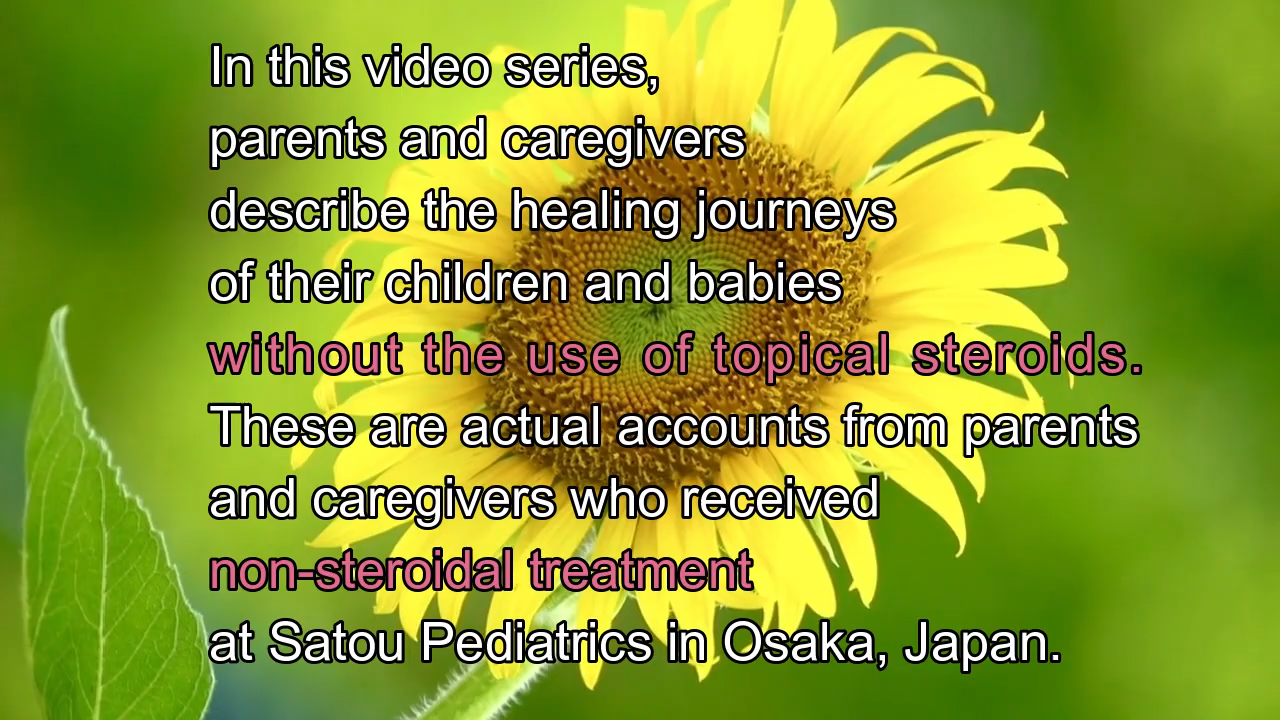 In this video series,
parents and caregivers
describe the healing journeys
of their children and babies
without the use of topical steroids.
These are actual accounts from parents
and caregivers who received
non-steroidal treatment
at Satou Pediatrics in Osaka, Japan.